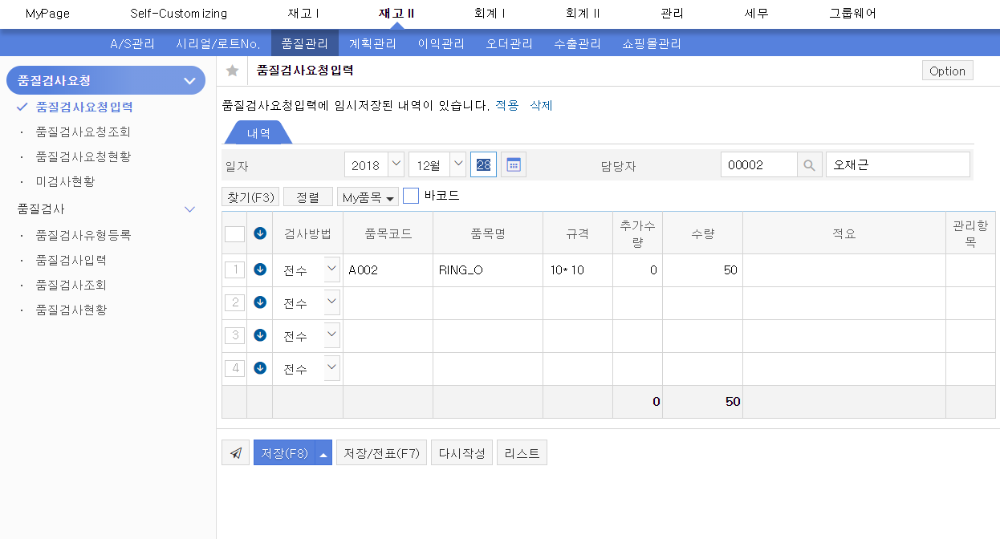 MyPage Self-Customizing 재고 I 재고 II 회계 I 회계 II 관리 세무 그룹웨어
A/S관리 시리얼/로트No. 품질관리 계획관리 이익관리 오더관리 수출관리 쇼핑몰관리
품질검사요청
품질검사요청입력
· 품질검사요청조회
· 품질검사요청현황
· 미검사현황
품질검사
· 품질검사유형등록
· 품질검사입력
· 품질검사조회
· 품질검사현황
품질검사요청입력 Option
품질검사요청입력에 임시저장된 내역이 있습니다. 적용 삭제
내역
일자 2018 12월 28 담당자 00002 오재근
찾기(F3) 정렬 My품목 바코드
검사방법 품목코드 품목명 규격 추가수량 수량 적요 관리항목
1 전수 A002 RING_O 10*10 0 50
2 전수
3 전수
4 전수
0 50
저장(F8) 저장/전표(F7) 다시작성 리스트